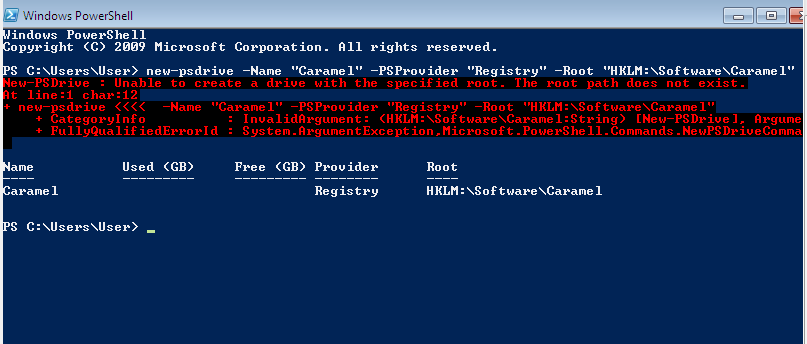 Windows PowerShell
Windows PowerShell
Copyright (C) 2009 Microsoft Corporation. All rights reserved.
PS C:\Users\User> new-psdrive -Name "Caramel" -PSProvider "Registry" -Root "HKLM:\Software\Caramel"
New-PSDrive : Unable to create a drive with the specified root. The root path does not exist.
At line:1 char:12
+ new-psdrive <<<<  -Name "Caramel" -PSProvider "Registry" -Root "HKLM:\Software\Caramel"
    + CategoryInfo          : InvalidArgument: (HKLM:\Software\Caramel:String) [New-PSDrive], Argume
    + FullyQualifiedErrorId : System.ArgumentException,Microsoft.PowerShell.Commands.NewPSDriveComma
Name           Used (GB)     Free (GB) Provider      Root
----           ---------     --------- --------      ----
Caramel                                Registry      HKLM:\Software\Caramel
PS C:\Users\User> _